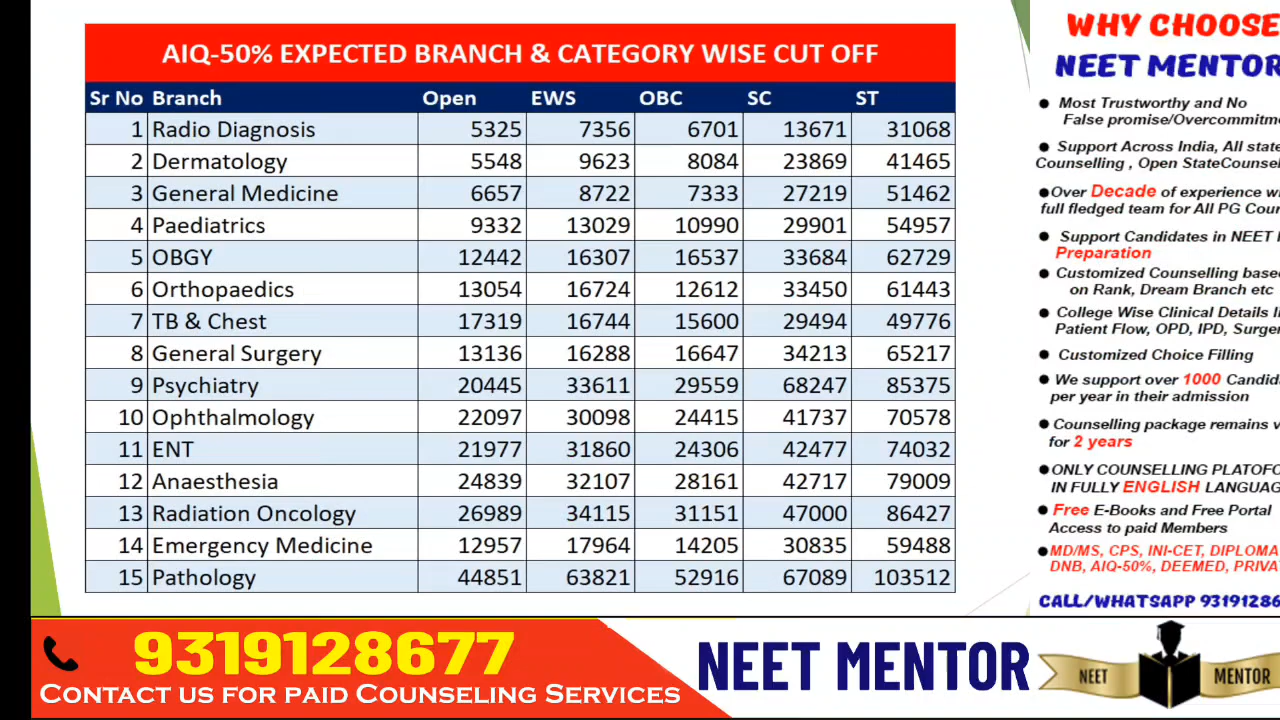 AIQ-50% EXPECTED BRANCH & CATEGORY WISE CUT OFF
Sr No Branch Open EWS OBC SC ST
1 Radio Diagnosis 5325 7356 6701 13671 31068
2 Dermatology 5548 9623 8084 23869 41465
3 General Medicine 6657 8722 7333 27219 51462
4 Paediatrics 9332 13029 10990 29901 54957
5 OBGY 12442 16307 16537 33684 62729
6 Orthopaedics 13054 16724 12612 33450 61443
7 TB & Chest 17319 16744 15600 29494 49776
8 General Surgery 13136 16288 16647 34213 65217
9 Psychiatry 20445 33611 29559 68247 85375
10 Ophthalmology 22097 30098 24415 41737 70578
11 ENT 21977 31860 24306 42477 74032
12 Anaesthesia 24839 32107 28161 42717 79009
13 Radiation Oncology 26989 34115 31151 47000 86427
14 Emergency Medicine 12957 17964 14205 30835 59488
15 Pathology 44851 63821 52916 67089 103512
WHY CHOOSE
NEET MENTOR
● Most Trustworthy and No
False promise/Overcommitm
● Support Across India, All state
Counselling , Open StateCounsel
●Over Decade of experience w
full fledged team for All PG Cour
● Support Candidates in NEET
Preparation
● Customized Counselling base
on Rank, Dream Branch etc
● College Wise Clinical Details I
Patient Flow, OPD, IPD, Surger
● Customized Choice Filling
● We support over 1000 Candid
per year in their admission
● Counselling package remains v
for 2 years
●ONLY COUNSELLING PLATOFO
IN FULLY ENGLISH LANGUAG
● Free E-Books and Free Portal
Access to paid Members
●MD/MS, CPS, INI-CET, DIPLOMA
DNB, AIQ-50%, DEEMED, PRIVA
CALL/WHATSAPP 93191286
9319128677
CONTACT US FOR PAID COUNSELING SERVICES
NEET MENTOR
NEET MENTOR